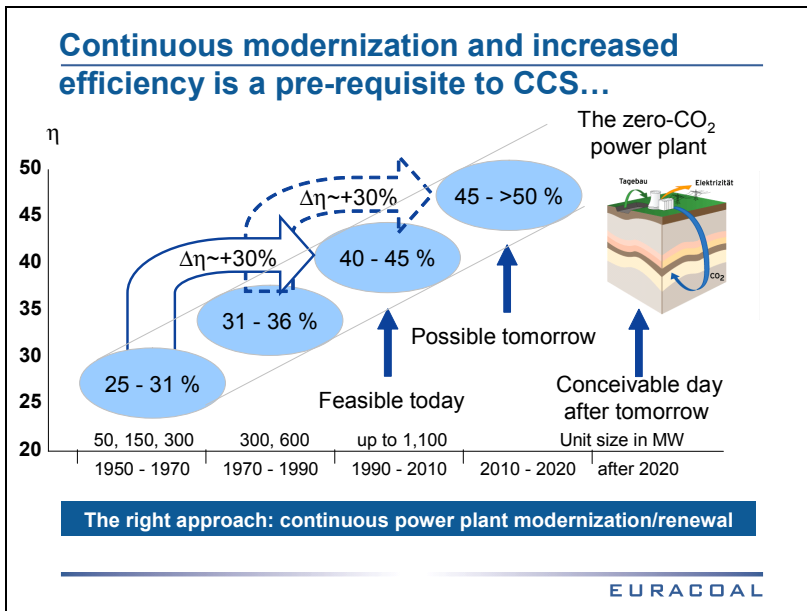 Continuous modernization and increased
efficiency is a pre-requisite to CCS…
The zero-CO₂
power plant
η
50
45
40
35
30
25
20
Δη~+30%
Δη~+30%
25 - 31 %
31 - 36 %
40 - 45 %
45 - >50 %
Tagebau
Elektrizität
CO₂
Feasible today
Possible tomorrow
Conceivable day
after tomorrow
50, 150, 300
300, 600
up to 1,100
Unit size in MW
1950 - 1970
1970 - 1990
1990 - 2010
2010 - 2020
after 2020
The right approach: continuous power plant modernization/renewal
EURACOAL